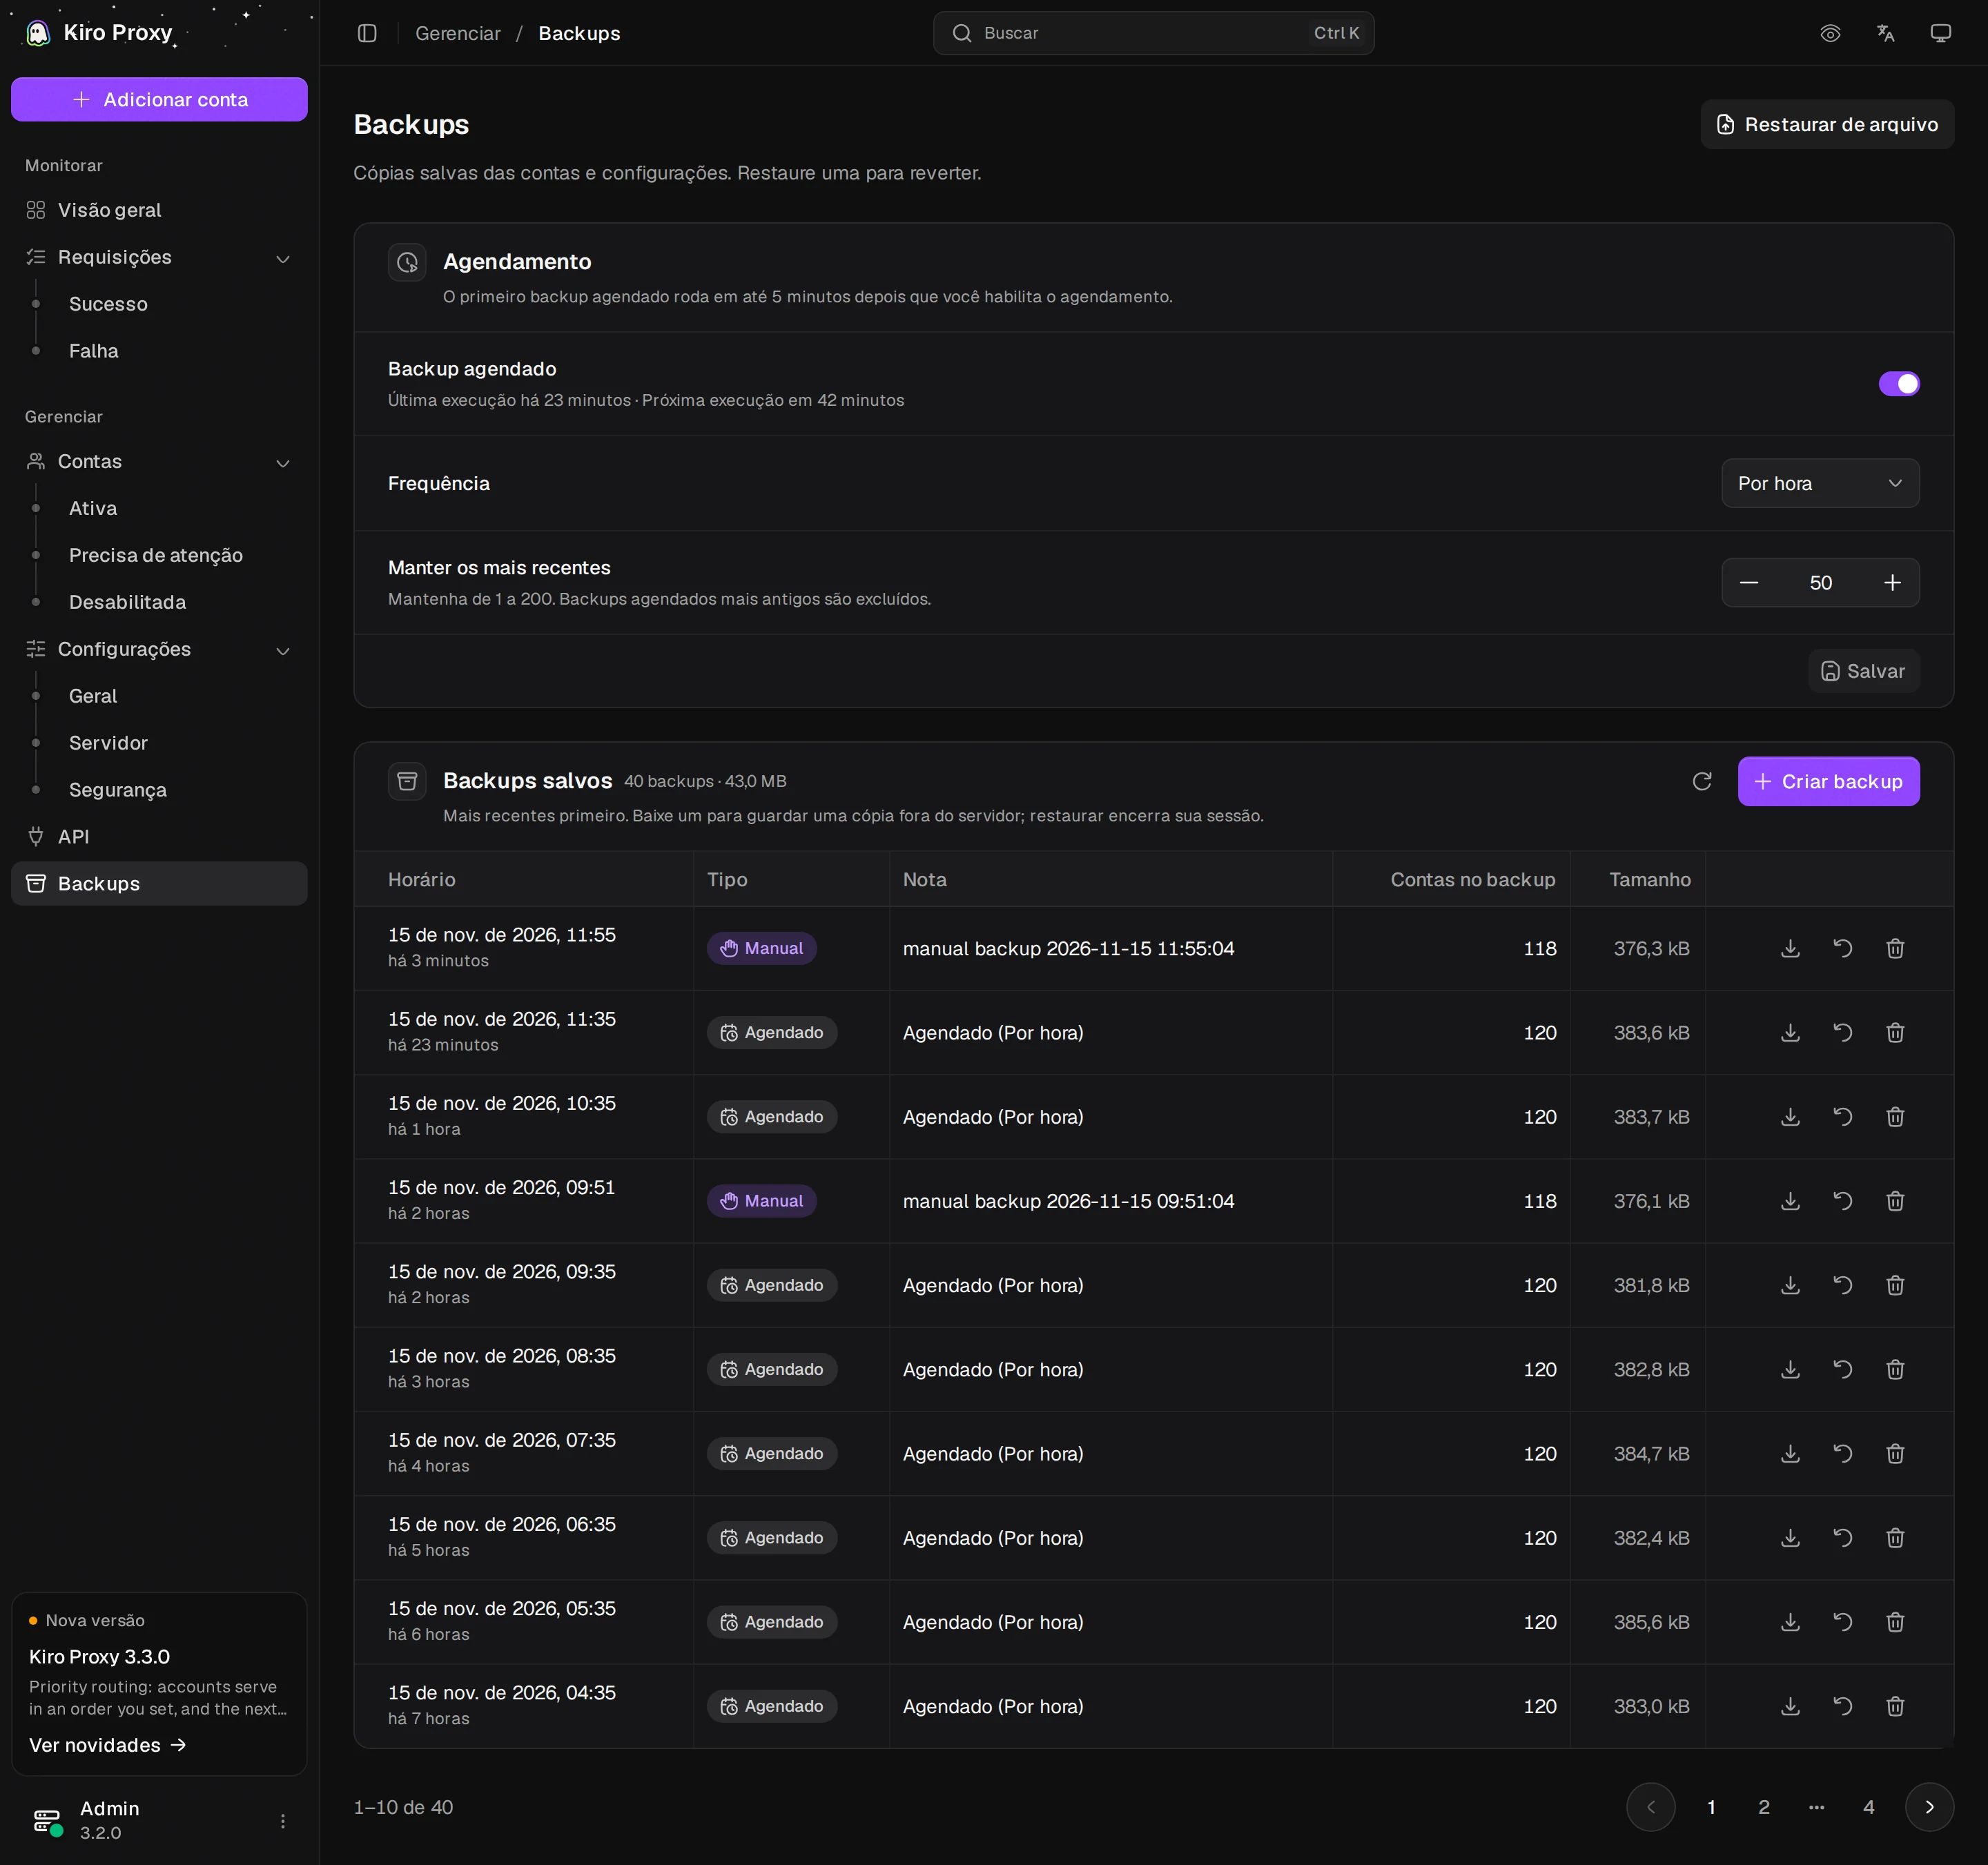 Kiro Proxy
Gerenciar / Backups
Buscar
Ctrl K
Adicionar conta
Monitorar
Visão geral
Requisições
Sucesso
Falha
Gerenciar
Contas
Ativa
Precisa de atenção
Desabilitada
Configurações
Geral
Servidor
Segurança
API
Backups
Nova versão
Kiro Proxy 3.3.0
Priority routing: accounts serve
in an order you set, and the next...
Ver novidades →
Admin
3.2.0
Backups
Restaurar de arquivo
Cópias salvas das contas e configurações. Restaure uma para reverter.
Agendamento
O primeiro backup agendado roda em até 5 minutos depois que você habilita o agendamento.
Backup agendado
Última execução há 23 minutos · Próxima execução em 42 minutos
Frequência
Por hora
Manter os mais recentes
Mantenha de 1 a 200. Backups agendados mais antigos são excluídos.
50
Salvar
Backups salvos 40 backups · 43,0 MB
Criar backup
Mais recentes primeiro. Baixe um para guardar uma cópia fora do servidor; restaurar encerra sua sessão.
Horário Tipo Nota Contas no backup Tamanho
15 de nov. de 2026, 11:55
há 3 minutos
Manual manual backup 2026-11-15 11:55:04 118 376,3 kB
15 de nov. de 2026, 11:35
há 23 minutos
Agendado Agendado (Por hora) 120 383,6 kB
15 de nov. de 2026, 10:35
há 1 hora
Agendado Agendado (Por hora) 120 383,7 kB
15 de nov. de 2026, 09:51
há 2 horas
Manual manual backup 2026-11-15 09:51:04 118 376,1 kB
15 de nov. de 2026, 09:35
há 2 horas
Agendado Agendado (Por hora) 120 381,8 kB
15 de nov. de 2026, 08:35
há 3 horas
Agendado Agendado (Por hora) 120 382,8 kB
15 de nov. de 2026, 07:35
há 4 horas
Agendado Agendado (Por hora) 120 384,7 kB
15 de nov. de 2026, 06:35
há 5 horas
Agendado Agendado (Por hora) 120 382,4 kB
15 de nov. de 2026, 05:35
há 6 horas
Agendado Agendado (Por hora) 120 385,6 kB
15 de nov. de 2026, 04:35
há 7 horas
Agendado Agendado (Por hora) 120 383,0 kB
1–10 de 40
1 2 ... 4